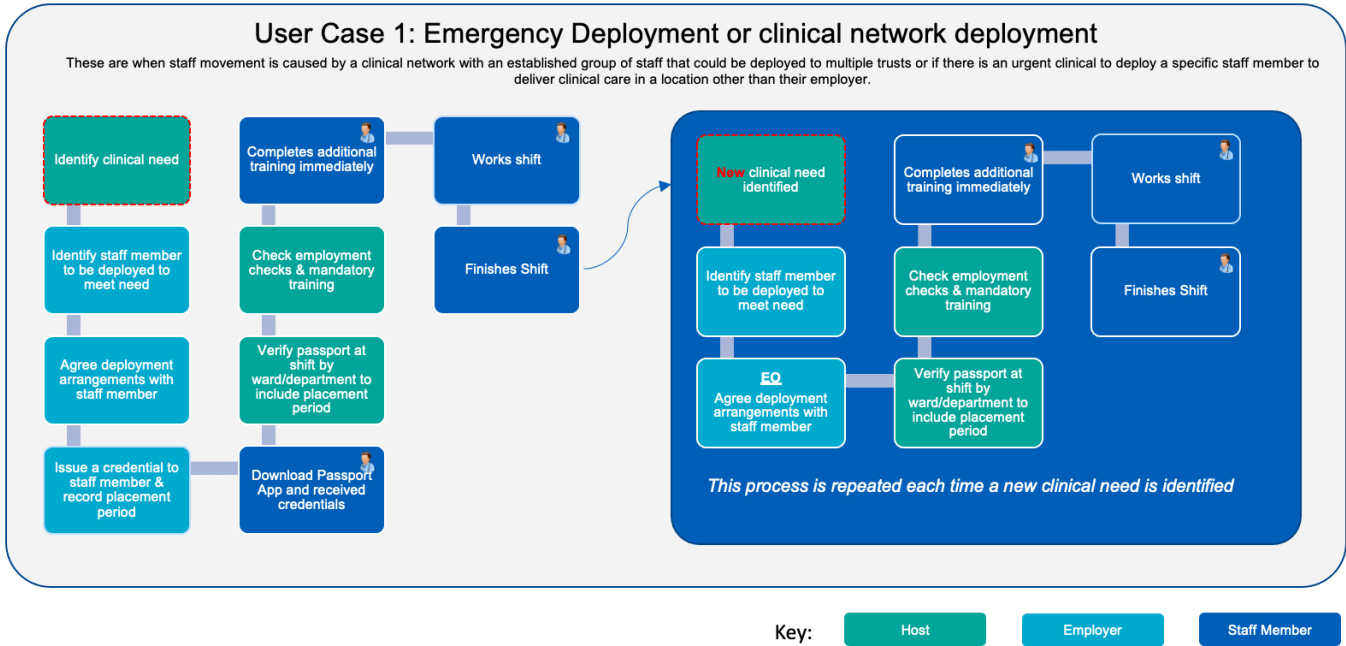 User Case 1: Emergency Deployment or clinical network deployment
These are when staff movement is caused by a clinical network with an established group of staff that could be deployed to multiple trusts or if there is an urgent clinical to deploy a specific staff member to
deliver clinical care in a location other than their employer.
Identify clinical need
Identify staff member
to be deployed to
meet need
Agree deployment
arrangements with
staff member
Issue a credential to
staff member &
record placement
period
Download Passport
App and received
credentials
Verify passport at
shift by
ward/department to
include placement
period
Check employment
checks & mandatory
training
Completes additional
training immediately
Works shift
Finishes Shift
New clinical need
identified
Identify staff member
to be deployed to
meet need
EO
Agree deployment
arrangements with
staff member
Verify passport at
shift by
ward/department to
include placement
period
Check employment
checks & mandatory
training
Completes additional
training immediately
Works shift
Finishes Shift
This process is repeated each time a new clinical need is identified
Key:
Host
Employer
Staff Member